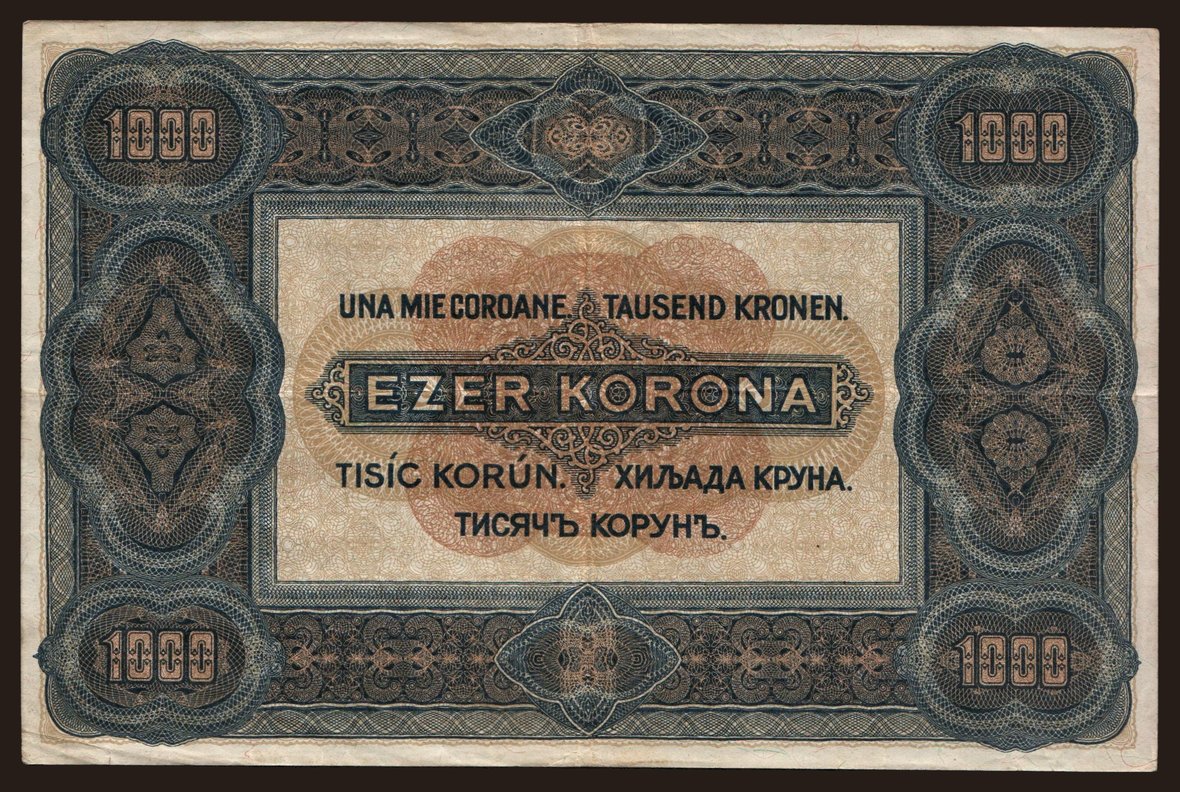 1000 1000
UNA MIE COROANE. TAUSEND KRONEN.
EZER KORONA
TISÍC KORÚN. ХИЉАДА КРУНА.
ТИСЯЧЪ КОРУНЪ.
1000 1000